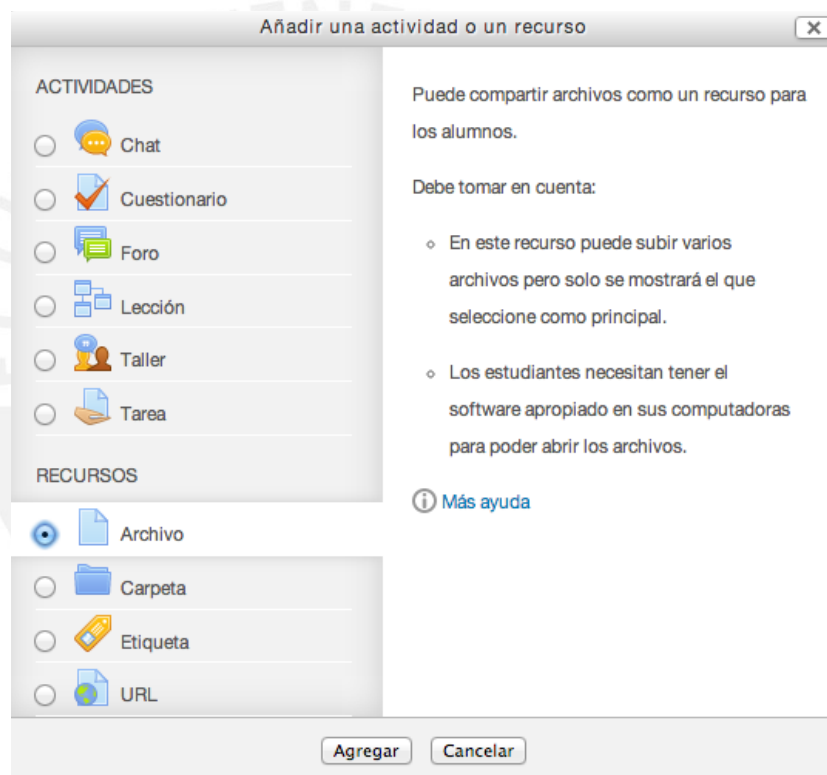 Añadir una actividad o un recurso
ACTIVIDADES
Chat
Cuestionario
Foro
Lección
Taller
Tarea
RECURSOS
Archivo
Carpeta
Etiqueta
URL
Puede compartir archivos como un recurso para
los alumnos.
Debe tomar en cuenta:
En este recurso puede subir varios
archivos pero solo se mostrará el que
seleccione como principal.
Los estudiantes necesitan tener el
software apropiado en sus computadoras
para poder abrir los archivos.
Más ayuda
Agregar
Cancelar